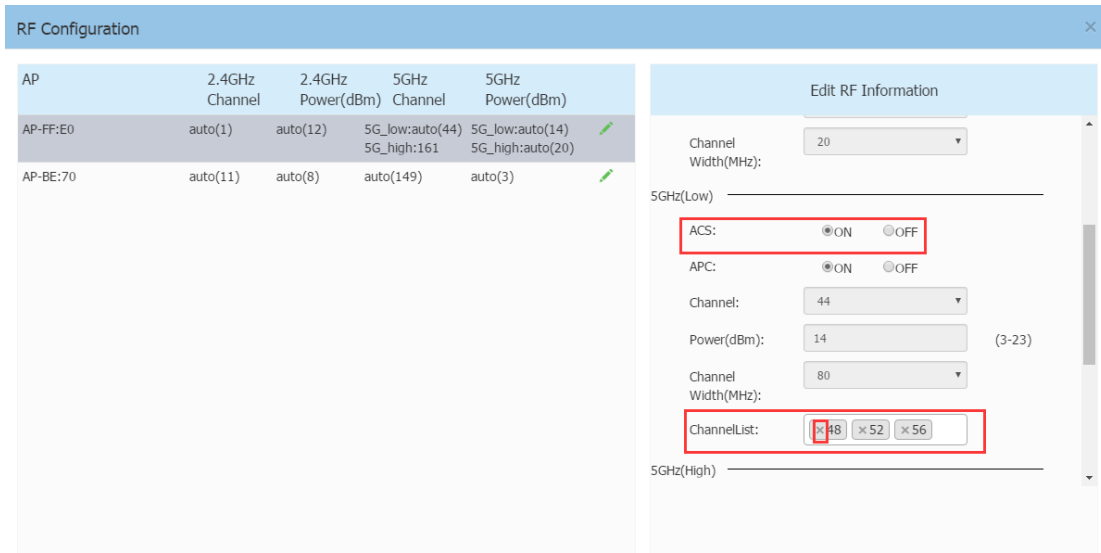 RF Configuration ×
AP 2.4GHz Channel 2.4GHz Power(dBm) 5GHz Channel 5GHz Power(dBm)
AP-FF:E0 auto(1) auto(12) 5G_low:auto(44) 5G_low:auto(14)
5G_high:161 5G_high:auto(20)
AP-BE:70 auto(11) auto(8) auto(149) auto(3)
Edit RF Information
Channel Width(MHz): 20
5GHz(Low)
ACS: ON OFF
APC: ON OFF
Channel: 44
Power(dBm): 14 (3-23)
Channel Width(MHz): 80
ChannelList: ×48 ×52 ×56
5GHz(High)